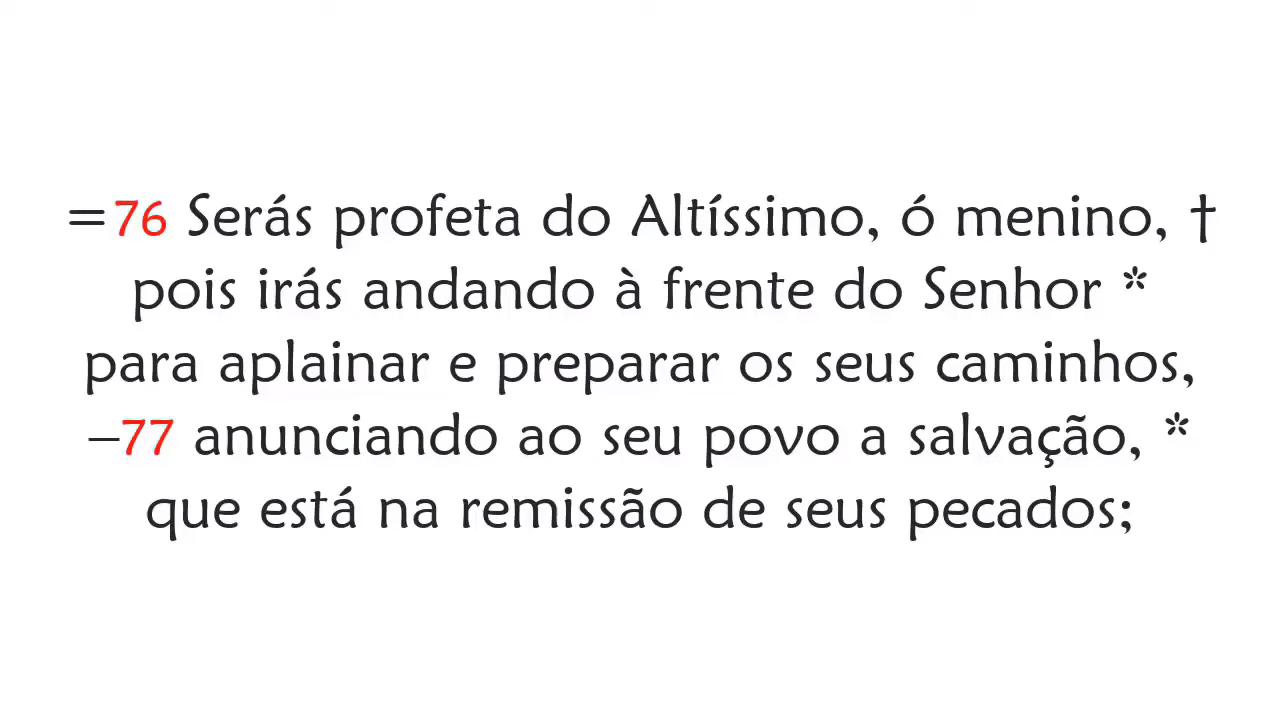 =76 Serás profeta do Altíssimo, ó menino, †
pois irás andando à frente do Senhor *
para aplainar e preparar os seus caminhos,
–77 anunciando ao seu povo a salvação, *
que está na remissão de seus pecados;